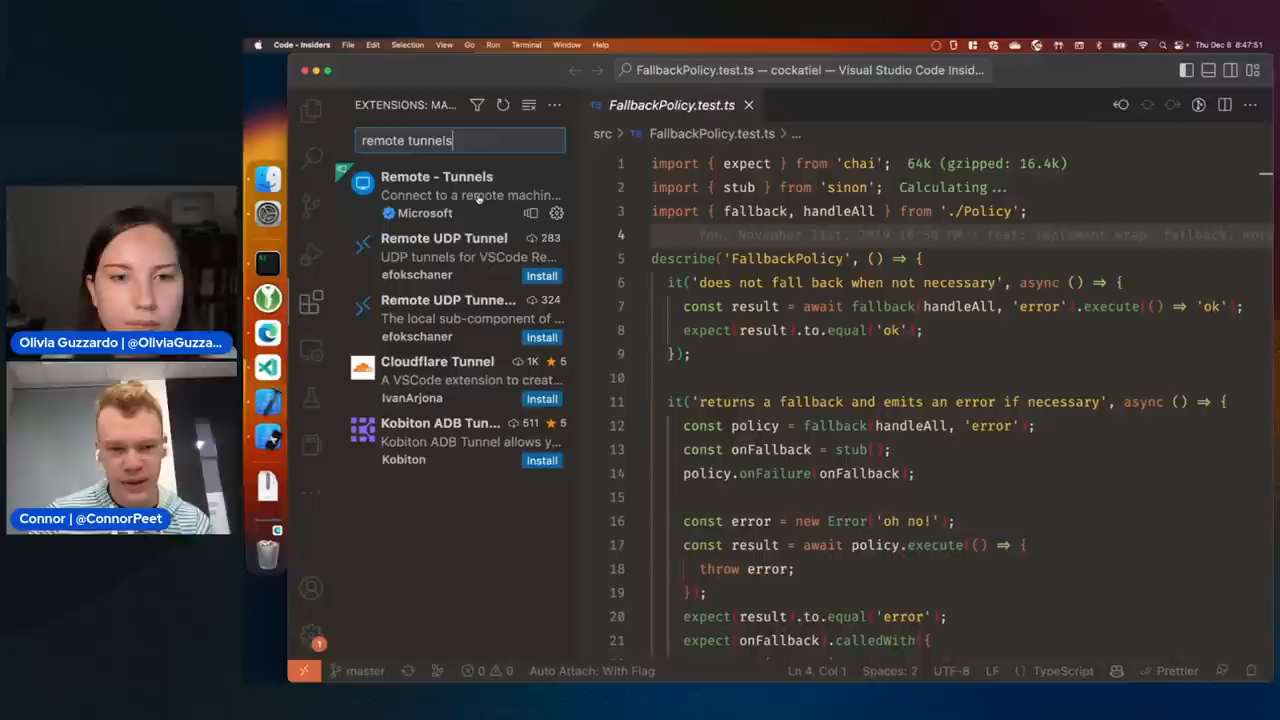 Code - Insiders File Edit Selection View Go Run Terminal Window Help Thu Dec 8 8:47:51
FallbackPolicy.test.ts — cockatiel — Visual Studio Code Insid...
EXTENSIONS: MA...
remote tunnels
Remote - Tunnels
Connect to a remote machin...
Microsoft
Remote UDP Tunnel 283
UDP tunnels for VSCode Re...
efokschaner Install
Remote UDP Tunne... 324
The local sub-component of ...
efokschaner Install
Cloudflare Tunnel 1K ★ 5
A VSCode extension to creat...
IvanArjona Install
Kobiton ADB Tun... 511 ★ 5
Kobiton ADB Tunnel allows y...
Kobiton Install
1
TS FallbackPolicy.test.ts
src > TS FallbackPolicy.test.ts > ...
1 import { expect } from 'chai'; 64k (gzipped: 16.4k)
2 import { stub } from 'sinon'; Calculating...
3 import { fallback, handleAll } from './Policy';
4 You, November 21st, 2019 10:50 PM | feat: implement wrap, fallback,
5 describe('FallbackPolicy', () => {
6 it('does not fall back when not necessary', async () => {
7 const result = await fallback(handleAll, 'error').execute(() => 'ok');
8 expect(result).to.equal('ok');
9 });
10
11 it('returns a fallback and emits an error if necessary', async () => {
12 const policy = fallback(handleAll, 'error');
13 const onFallback = stub();
14 policy.onFailure(onFallback);
15
16 const error = new Error('oh no!');
17 const result = await policy.execute(() => {
18 throw error;
19 });
20 expect(result).to.equal('error');
21 expect(onFallback).calledWith({
master 0 0 Auto Attach: With Flag Ln 4, Col 1 Spaces: 2 UTF-8 LF {} TypeScript Prettier
Olivia Guzzardo | @OliviaGuzza...
Connor | @ConnorPeet